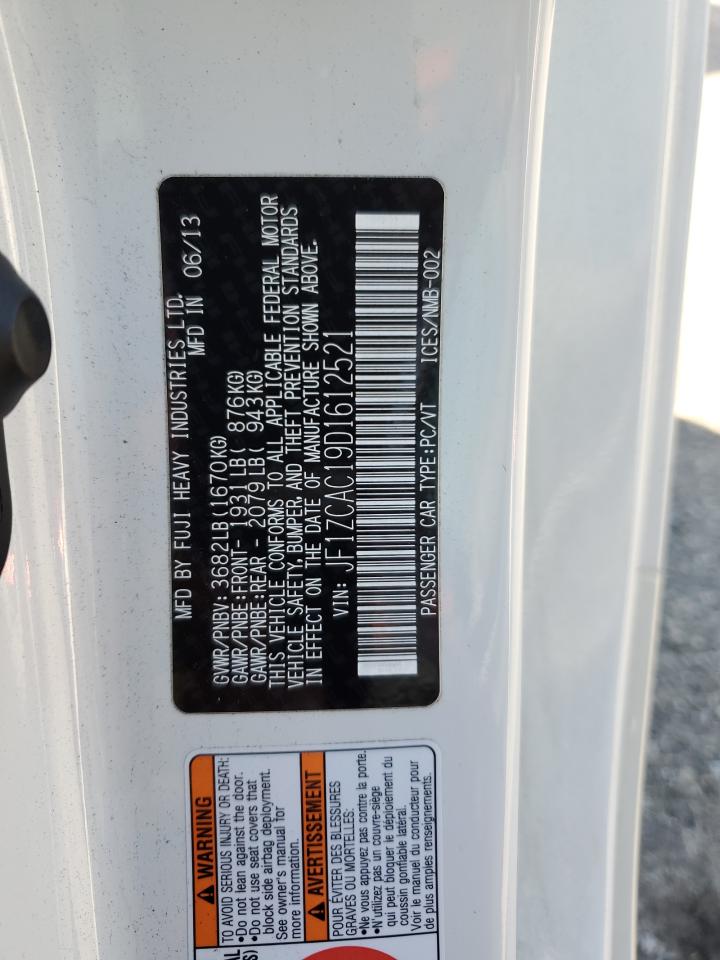 MFD BY FUJI HEAVY INDUSTRIES LTD.
MFD IN 06/13
GVWR/PNBV: 3682LB(1670KG)
GAWR/PNBE:FRONT- 1931LB( 876KG)
GAWR/PNBE:REAR - 2079LB( 943KG)
THIS VEHICLE CONFORMS TO ALL APPLICABLE FEDERAL MOTOR
VEHICLE SAFETY, BUMPER, AND THEFT PREVENTION STANDARDS
IN EFFECT ON THE DATE OF MANUFACTURE SHOWN ABOVE.
VIN: JF1ZCAC19D1612521
PASSENGER CAR TYPE:PC/VT ICES/NMB-002
WARNING
TO AVOID SERIOUS INJURY OR DEATH:
•Do not lean against the door.
•Do not use seat covers that
block side airbag deployment.
See owner's manual for
more information.
AVERTISSEMENT
POUR ÉVITER DES BLESSURES
GRAVES OU MORTELLES:
•Ne vous appuyez pas contre la porte.
•N'utilizez pas un couvre-siège
qui peut bloquer le déploiement du
coussin gonflable latéral.
Voir le manuel du conducteur pour
de plus amples renseignements.